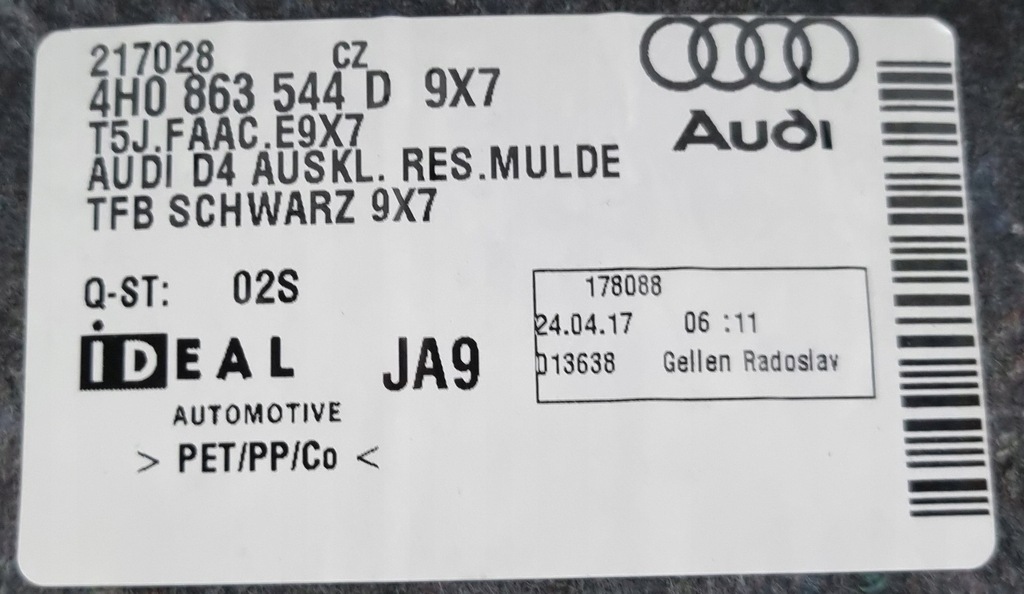 217028 CZ
4H0 863 544 D 9X7
T5J.FAAC.E9X7
AUDI D4 AUSKL. RES.MULDE
TFB SCHWARZ 9X7
Audi
Q-ST: 02S
iDEAL
AUTOMOTIVE
JA9
> PET/PP/Co <
178088
24.04.17 06 :11
D13638 Gellen Radoslav